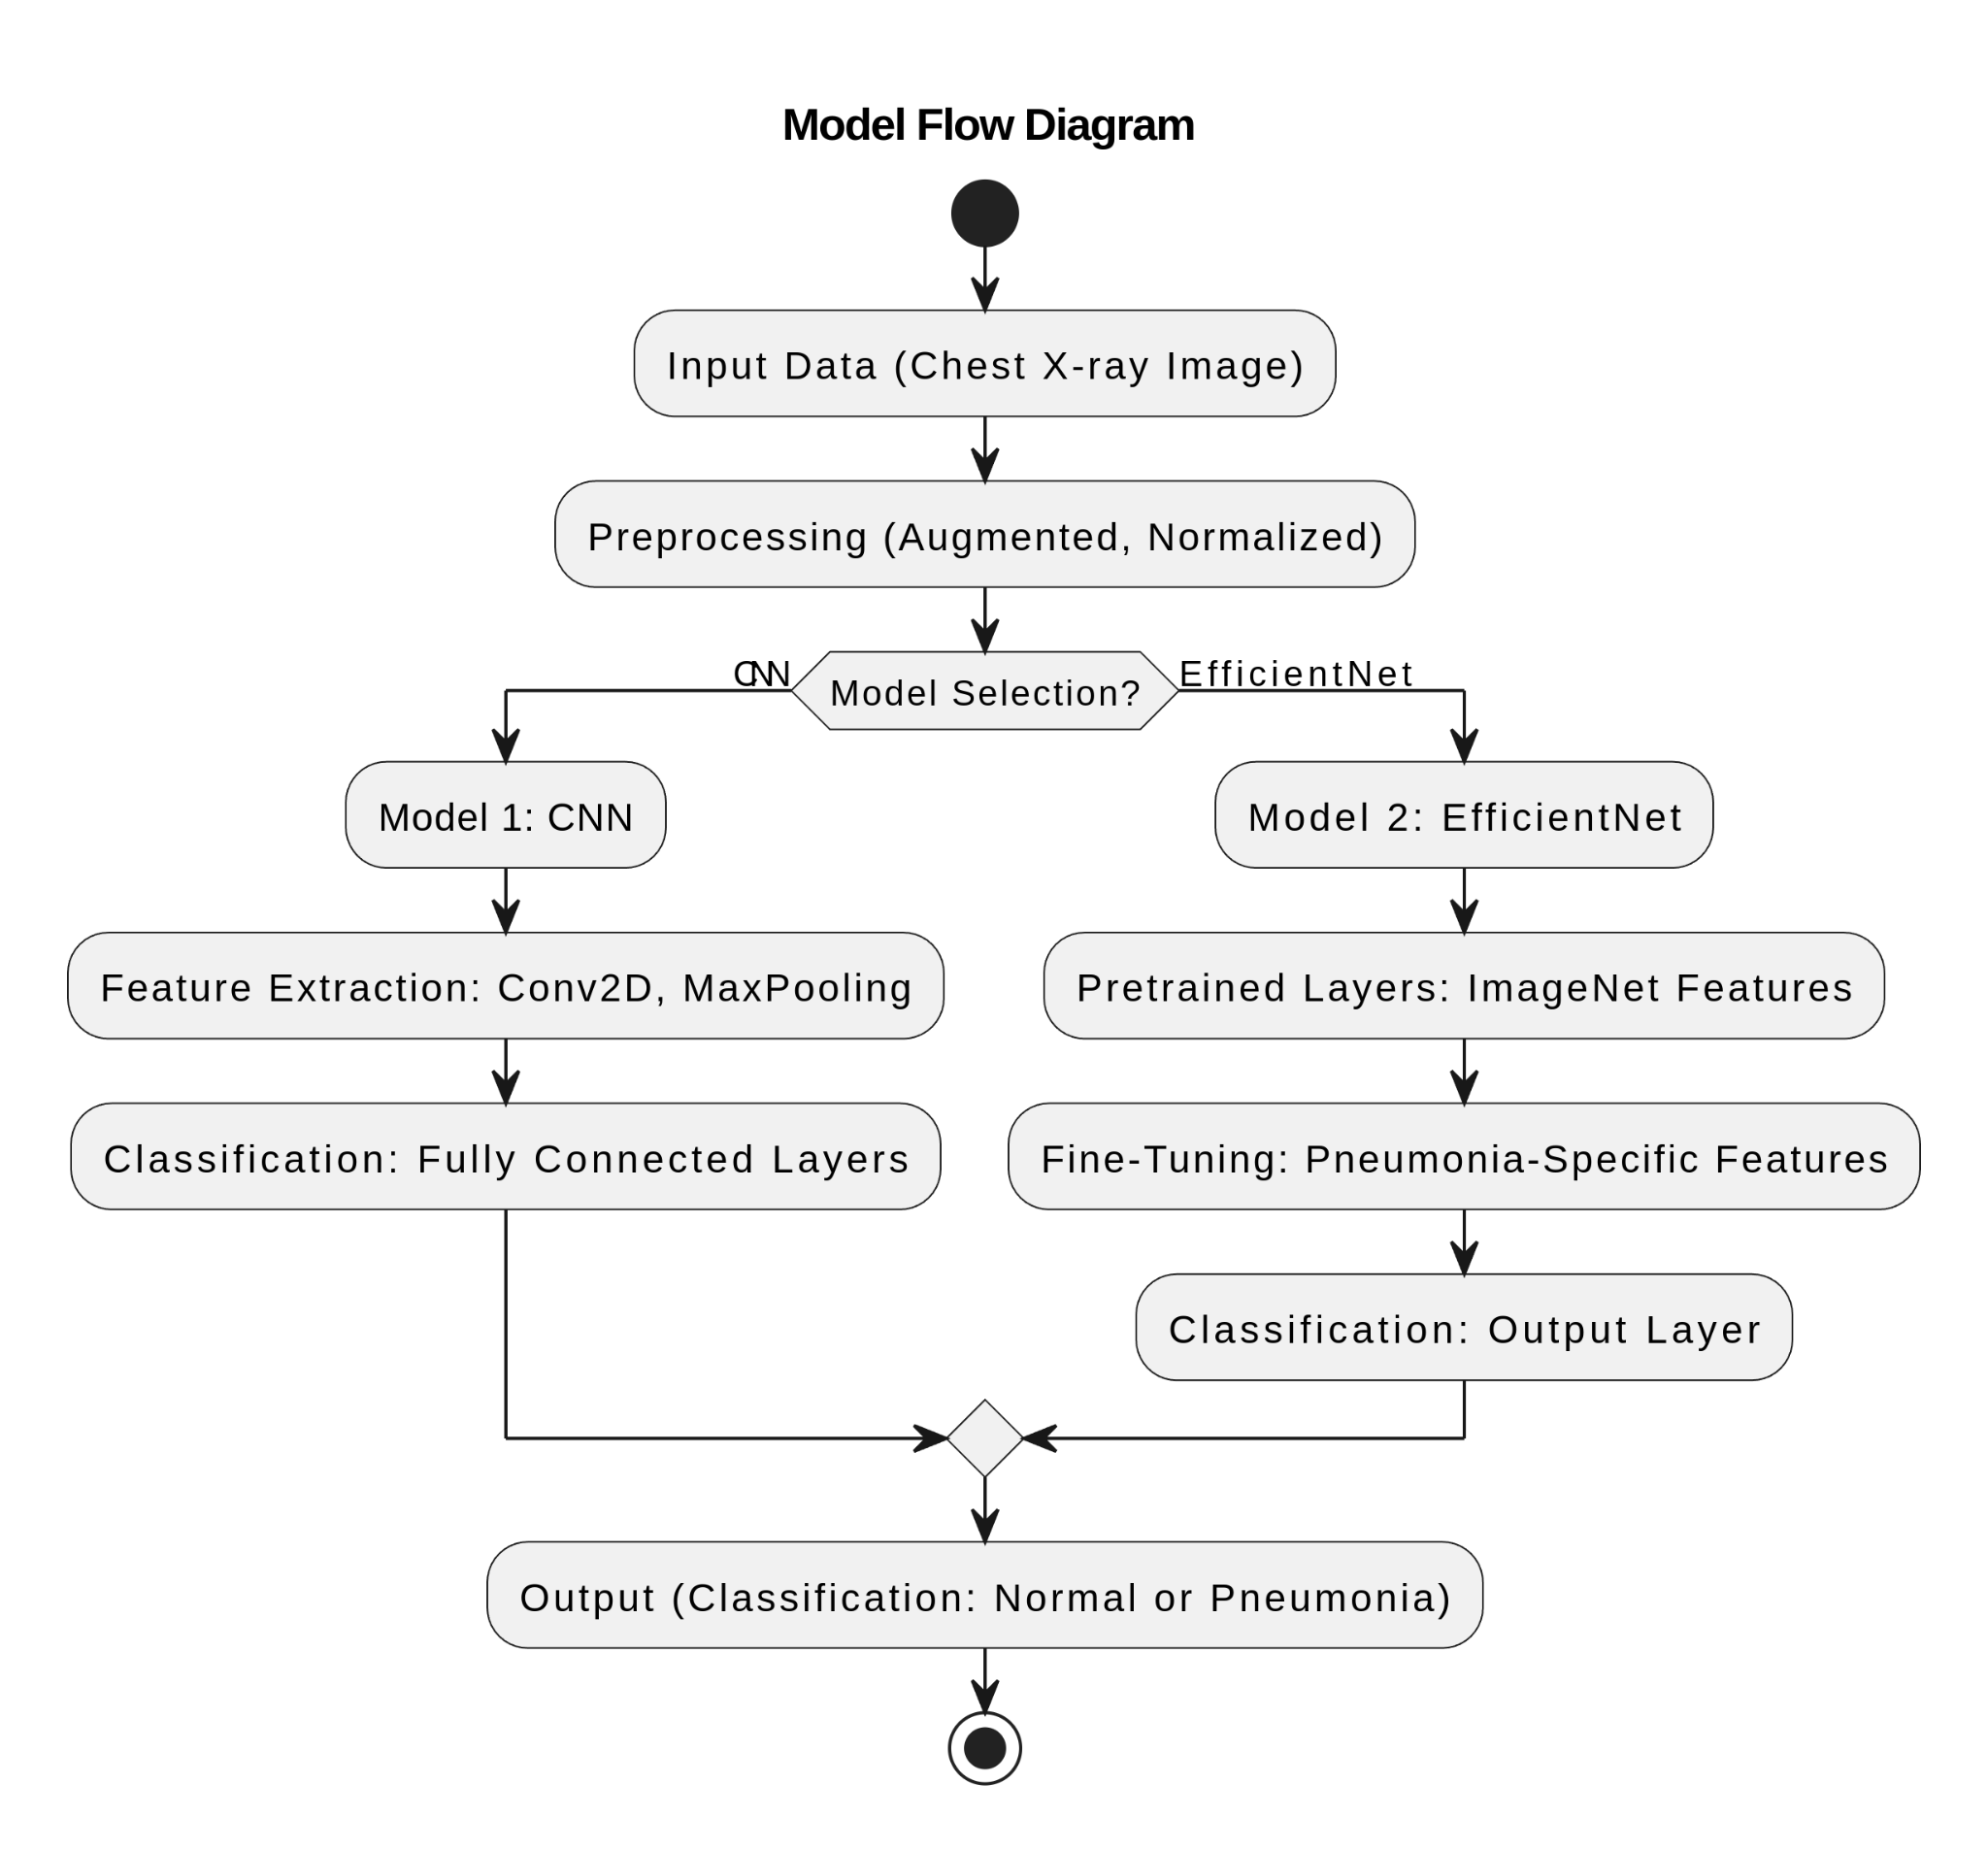 Model Flow Diagram
Input Data (Chest X-ray Image)
Preprocessing (Augmented, Normalized)
CNN
Model Selection?
EfficientNet
Model 1: CNN
Model 2: EfficientNet
Feature Extraction: Conv2D, MaxPooling
Pretrained Layers: ImageNet Features
Classification: Fully Connected Layers
Fine-Tuning: Pneumonia-Specific Features
Classification: Output Layer
Output (Classification: Normal or Pneumonia)